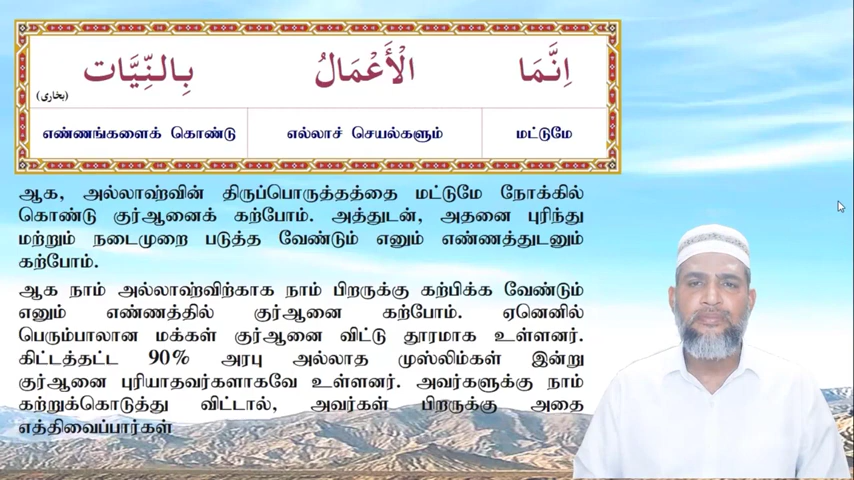 اِنَّمَا الْأَعْمَالُ بِالنِّيَّات
(بخاری)
எண்ணங்களைக் கொண்டு எல்லாச் செயல்களும் மட்டுமே
ஆக, அல்லாஹ்வின் திருப்பொருத்தத்தை மட்டுமே நோக்கில்
கொண்டு குர்ஆனைக் கற்போம். அத்துடன், அதனை புரிந்து
மற்றும் நடைமுறை படுத்த வேண்டும் எனும் எண்ணத்துடனும்
கற்போம்.
ஆக நாம் அல்லாஹ்விற்காக நாம் பிறருக்கு கற்பிக்க வேண்டும்
எனும் எண்ணத்தில் குர்ஆனை கற்போம். ஏனெனில்
பெரும்பாலான மக்கள் குர்ஆனை விட்டு தூரமாக உள்ளனர்.
கிட்டத்தட்ட 90% அரபு அல்லாத முஸ்லிம்கள் இன்று
குர்ஆனை புரியாதவர்களாகவே உள்ளனர். அவர்களுக்கு நாம்
கற்றுக்கொடுத்து விட்டால், அவர்கள் பிறருக்கு அதை
எத்திவைப்பார்கள்